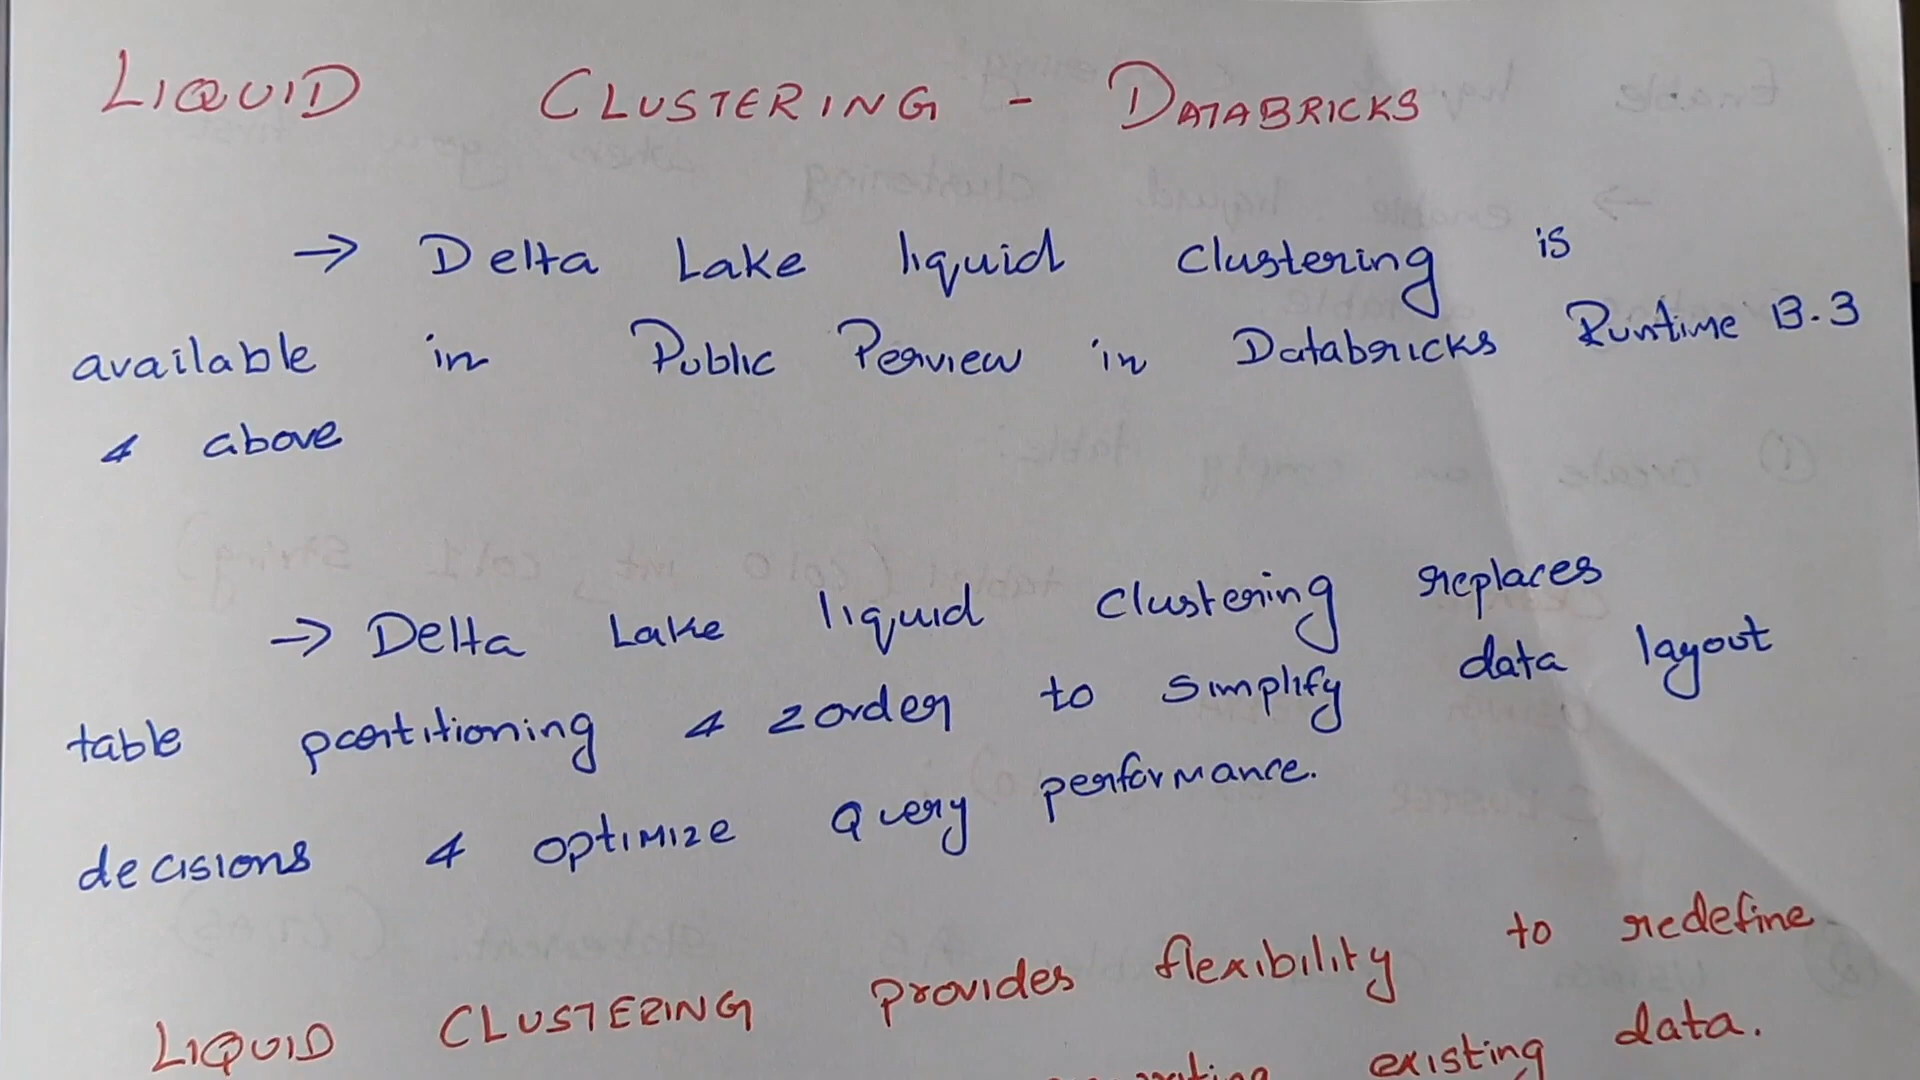 LIQUID CLUSTERING - DATABRICKS
→ Delta Lake liquid clustering is
available in Public Perview in Databricks Runtime 13.3
& above
→ Delta Lake liquid clustering replaces
table partitioning & zorder to simplify data layout
decisions & optimize query performance.
LIQUID CLUSTERING provides flexibility to redefine
existing data.